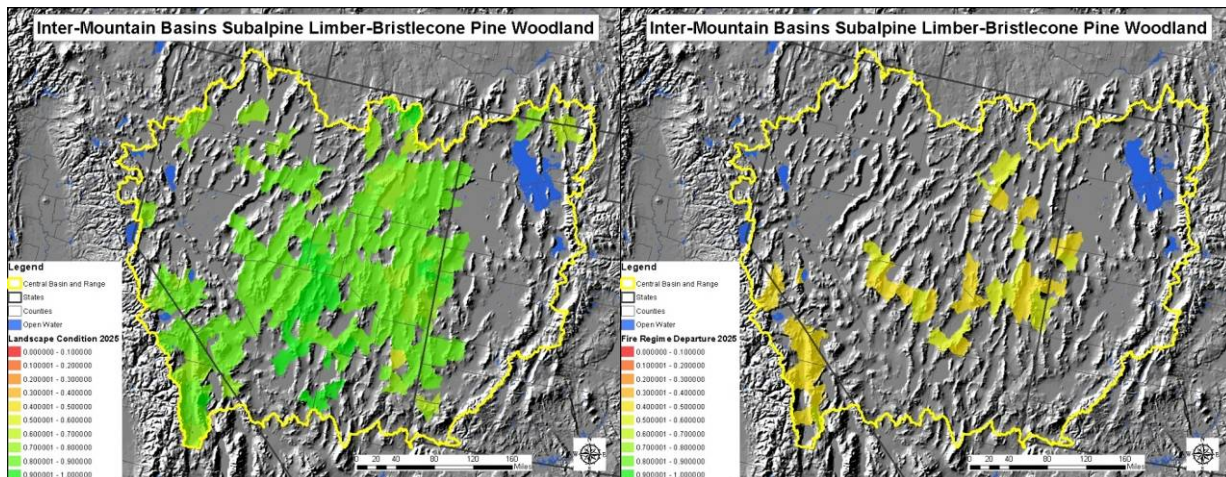 Inter-Mountain Basins Subalpine Limber-Bristlecone Pine Woodland
Legend
Central Basin and Range
States
Counties
Open Water
Landscape Condition 2025
0.000000 - 0.100000
0.100001 - 0.200000
0.200001 - 0.300000
0.300001 - 0.400000
0.400001 - 0.500000
0.500001 - 0.600000
0.600001 - 0.700000
0.700001 - 0.800000
0.800001 - 0.900000
0.900001 - 1.000000
0 20 40 80 120 160
Miles
N
W E
S
Inter-Mountain Basins Subalpine Limber-Bristlecone Pine Woodland
Legend
Central Basin and Range
States
Counties
Open Water
Fire Regime Departure 2025
0.000000 - 0.100000
0.100001 - 0.200000
0.200001 - 0.300000
0.300001 - 0.400000
0.400001 - 0.500000
0.500001 - 0.600000
0.600001 - 0.700000
0.700001 - 0.800000
0.800001 - 0.900000
0.900001 - 1.000000
0 20 40 80 120 160
Miles
N
W E
S